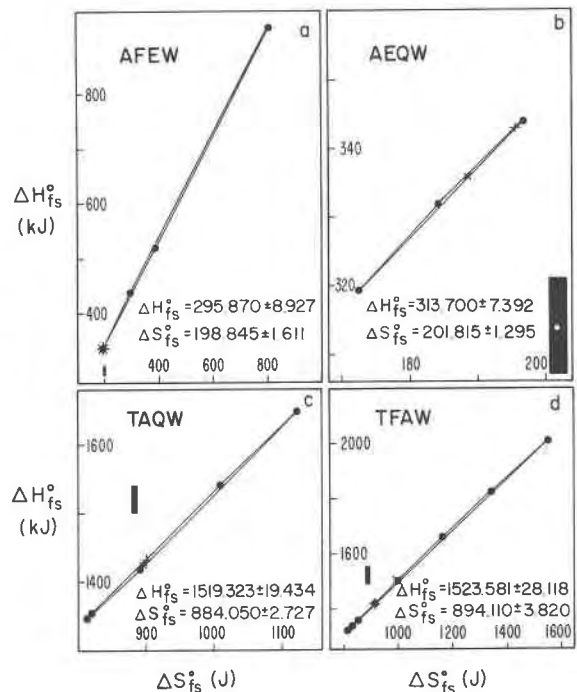 a
AFEW
800
600
400
ΔH°fs
(kJ)
ΔH°fs =295.870±8.927
ΔS°fs =198.845±1.611
200 400 600 800
b
AEQW
340
320
ΔH°fs=313.700±7.392
ΔS°fs=201.815±1.295
180 200
c
TAQW
1600
1400
ΔH°fs
(kJ)
ΔH°fs =1519.323±19.434
ΔS°fs =884.050±2.727
900 1000 1100
ΔS°fs (J)
d
TFAW
2000
1600
ΔH°fs=1523.581±28.118
ΔS°fs=894.110±3.820
1000 1200 1400 1600
ΔS°fs (J)